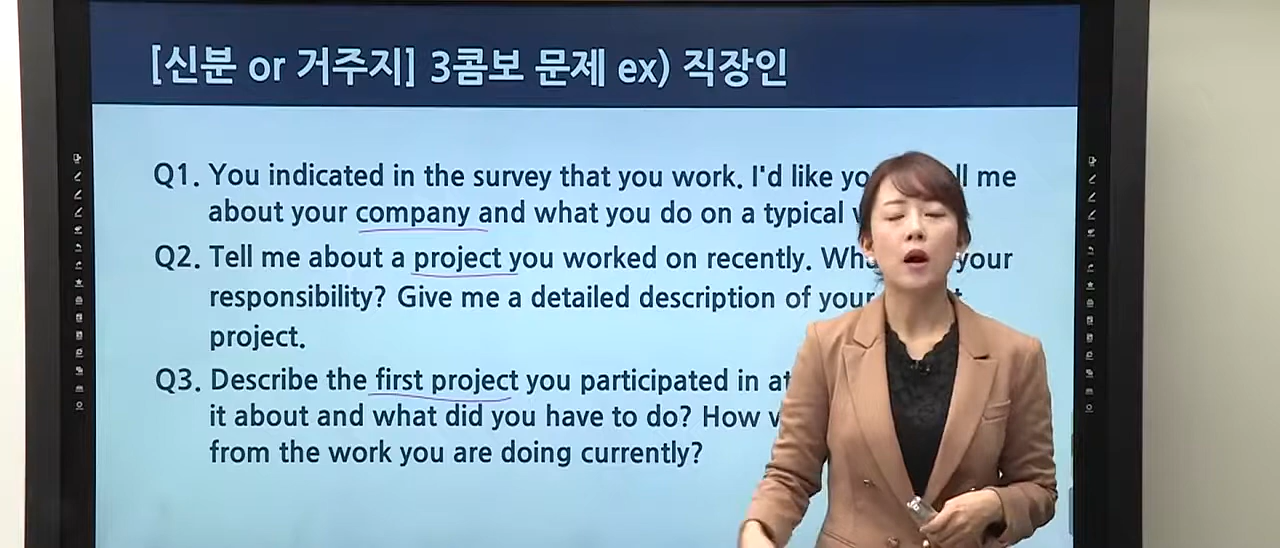 [신분 or 거주지] 3콤보 문제 ex) 직장인
Q1. You indicated in the survey that you work. I'd like me
about your company and what you do on a typical
Q2. Tell me about a project you worked on recently. your
responsibility? Give me a detailed description of your
project.
Q3. Describe the first project you participated in
it about and what did you have to do? How
from the work you are doing currently?